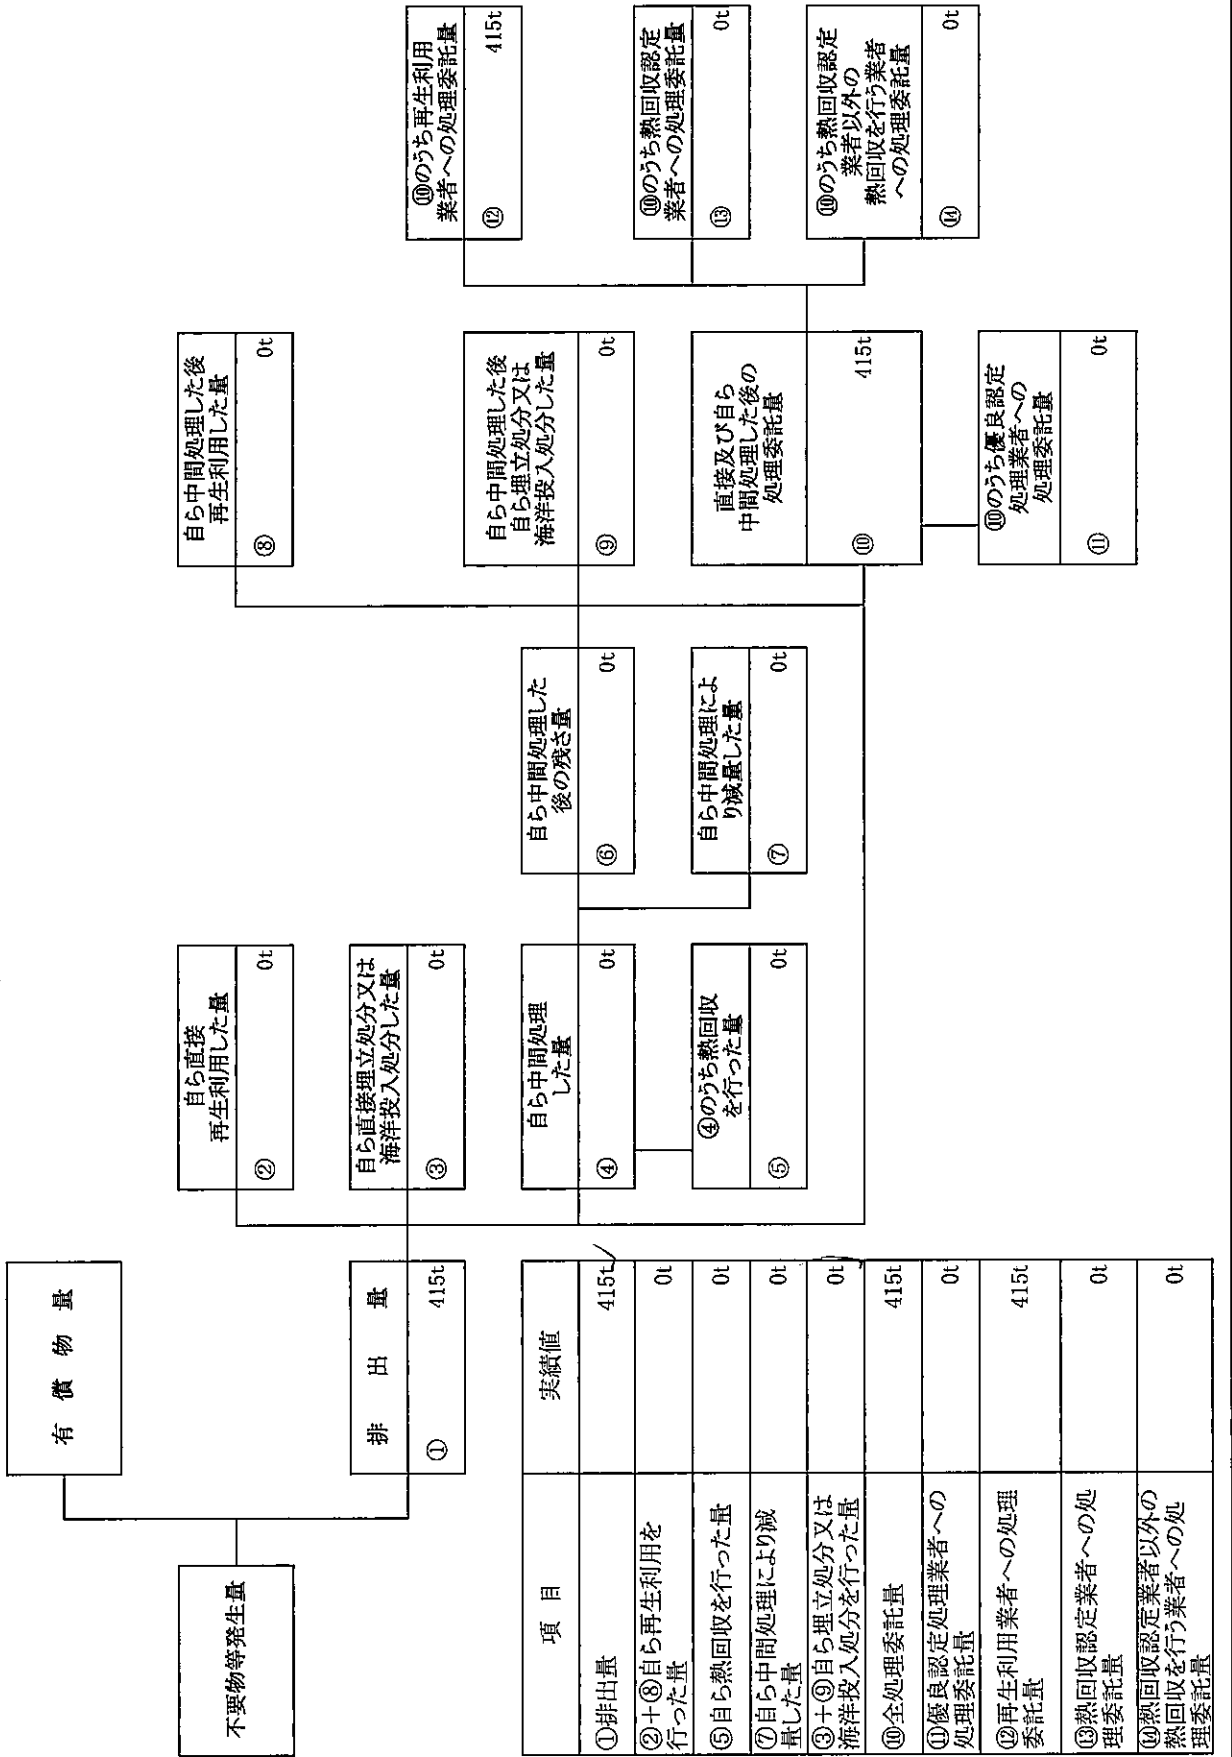 不要物等発生量
有償物量
排出量
① 415t
自ら直接
再生利用した量
② 0t
自ら直接埋立処分又は
海洋投入処分した量
③ 0t
自ら中間処理
した量
④ 0t
④のうち熱回収
を行った量
⑤ 0t
自ら中間処理した
後の残さ量
⑥ 0t
自ら中間処理によ
り減量した量
⑦ 0t
自ら中間処理した後
再生利用した量
⑧ 0t
自ら中間処理した後
自ら埋立処分又は
海洋投入処分した量
⑨ 0t
直接及び自ら
中間処理した後の
処理委託量
⑩ 415t
⑩のうち優良認定
処理業者への
処理委託量
⑪ 0t
⑩のうち再生利用
業者への処理委託量
⑫ 415t
⑩のうち熱回収認定
業者への処理委託量
⑬ 0t
⑩のうち熱回収認定
業者以外の
熱回収を行う業者
への処理委託量
⑭ 0t
項目 実績値
①排出量 415t
②+⑧自ら再生利用を
行った量 0t
⑤自ら熱回収を行った量 0t
⑦自ら中間処理により減
量した量 0t
③+⑨自ら埋立処分又は
海洋投入処分を行った量 0t
⑩全処理委託量 415t
⑪優良認定処理業者への
処理委託量 0t
⑫再生利用業者への処理
委託量 415t
⑬熱回収認定業者への処
理委託量 0t
⑭熱回収認定業者以外の
熱回収を行う業者への処
理委託量 0t